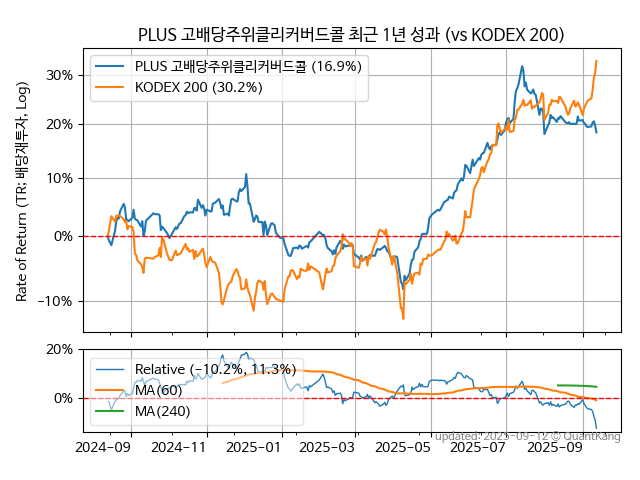 PLUS 고배당주위클리커버드콜 최근 1년 성과 (vs KODEX 200)
Rate of Return (TR: 배당재투자, Log)
30%
20%
10%
0%
−10%
PLUS 고배당주위클리커버드콜 (16.9%)
KODEX 200 (30.2%)
20%
0%
Relative (−10.2%, 11.3%)
MA(60)
MA(240)
2024-09
2024-11
2025-01
2025-03
2025-05
2025-07
2025-09
updated: 2025-09-12 © QuantKang